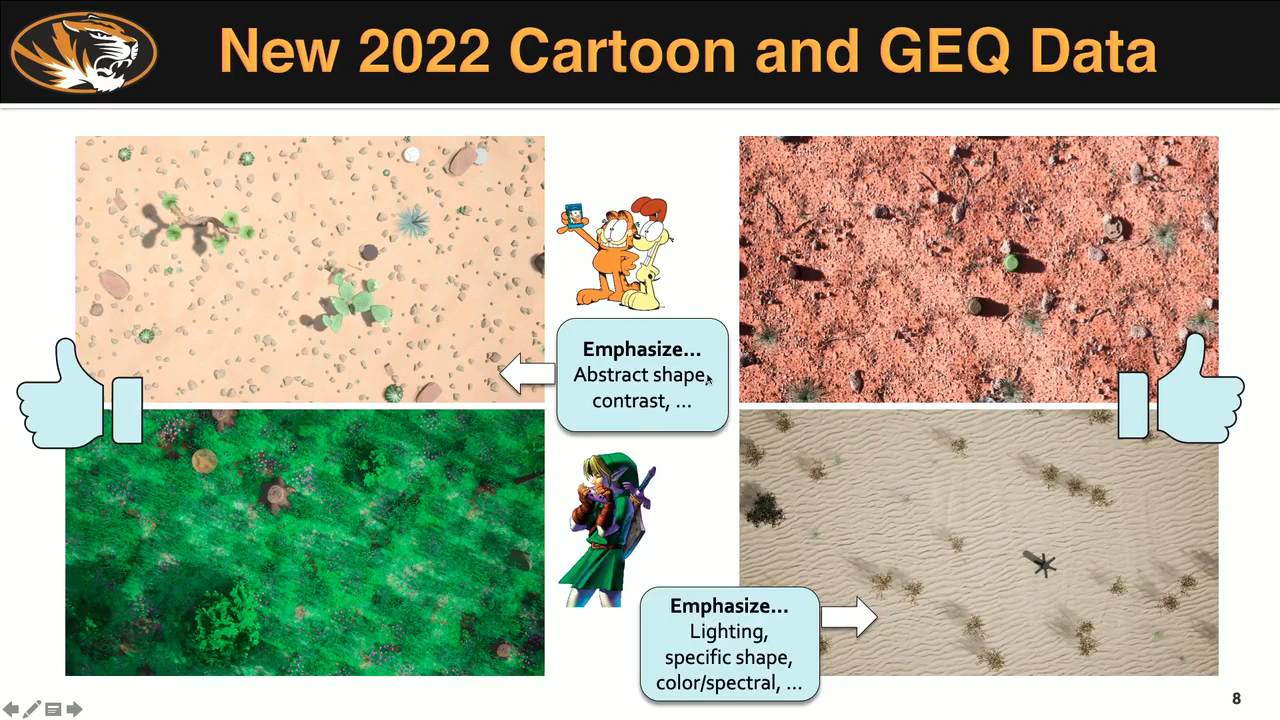 New 2022 Cartoon and GEQ Data
Emphasize...
Abstract shape,
contrast, ...
Emphasize...
Lighting,
specific shape,
color/spectral, ...
8